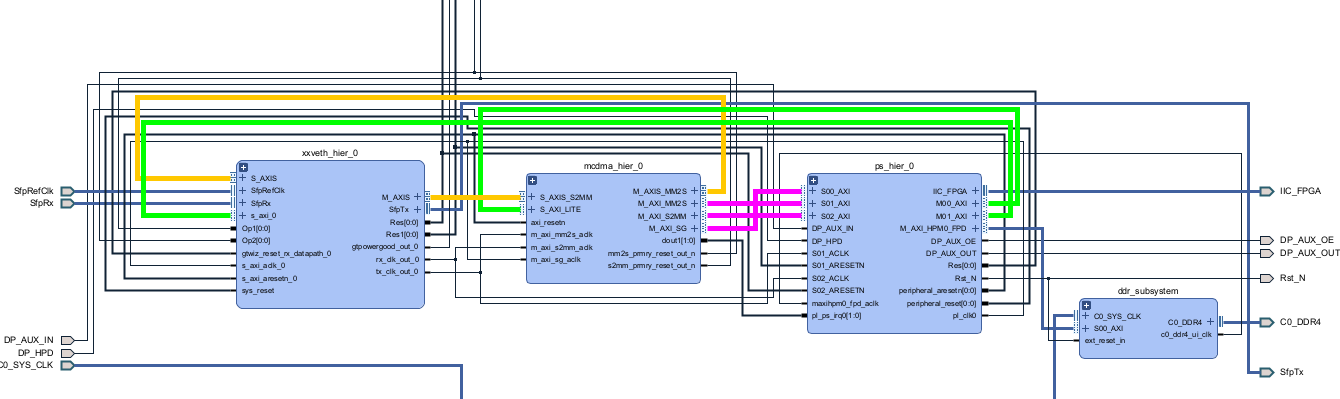 SfpRefClk
SfpRx
DP_AUX_IN
DP_HPD
C0_SYS_CLK
xxveth_hier_0
S_AXIS
SfpRefClk
SfpRx
s_axi_0
Op1[0:0]
Op2[0:0]
gtwiz_reset_rx_datapath_0
s_axi_aclk_0
s_axi_aresetn_0
sys_reset
M_AXIS
SfpTx
Res[0:0]
Res1[0:0]
gtpowergood_out_0
rx_clk_out_0
tx_clk_out_0
mcdma_hier_0
S_AXIS_S2MM
S_AXI_LITE
axi_resetn
m_axi_mm2s_aclk
m_axi_s2mm_aclk
m_axi_sg_aclk
M_AXIS_MM2S
M_AXI_MM2S
M_AXI_S2MM
M_AXI_SG
dout1[1:0]
mm2s_prmry_reset_out_n
s2mm_prmry_reset_out_n
ps_hier_0
S00_AXI
S01_AXI
S02_AXI
DP_AUX_IN
DP_HPD
S01_ACLK
S01_ARESETN
S02_ACLK
S02_ARESETN
maxihpm0_fpd_aclk
pl_ps_irq0[1:0]
IIC_FPGA
M00_AXI
M01_AXI
M_AXI_HPM0_FPD
DP_AUX_OE
DP_AUX_OUT
Res[0:0]
Rst_N
peripheral_aresetn[0:0]
peripheral_reset[0:0]
pl_clk0
ddr_subsystem
C0_SYS_CLK
S00_AXI
ext_reset_in
C0_DDR4
c0_ddr4_ui_clk
IIC_FPGA
DP_AUX_OE
DP_AUX_OUT
Rst_N
C0_DDR4
SfpTx